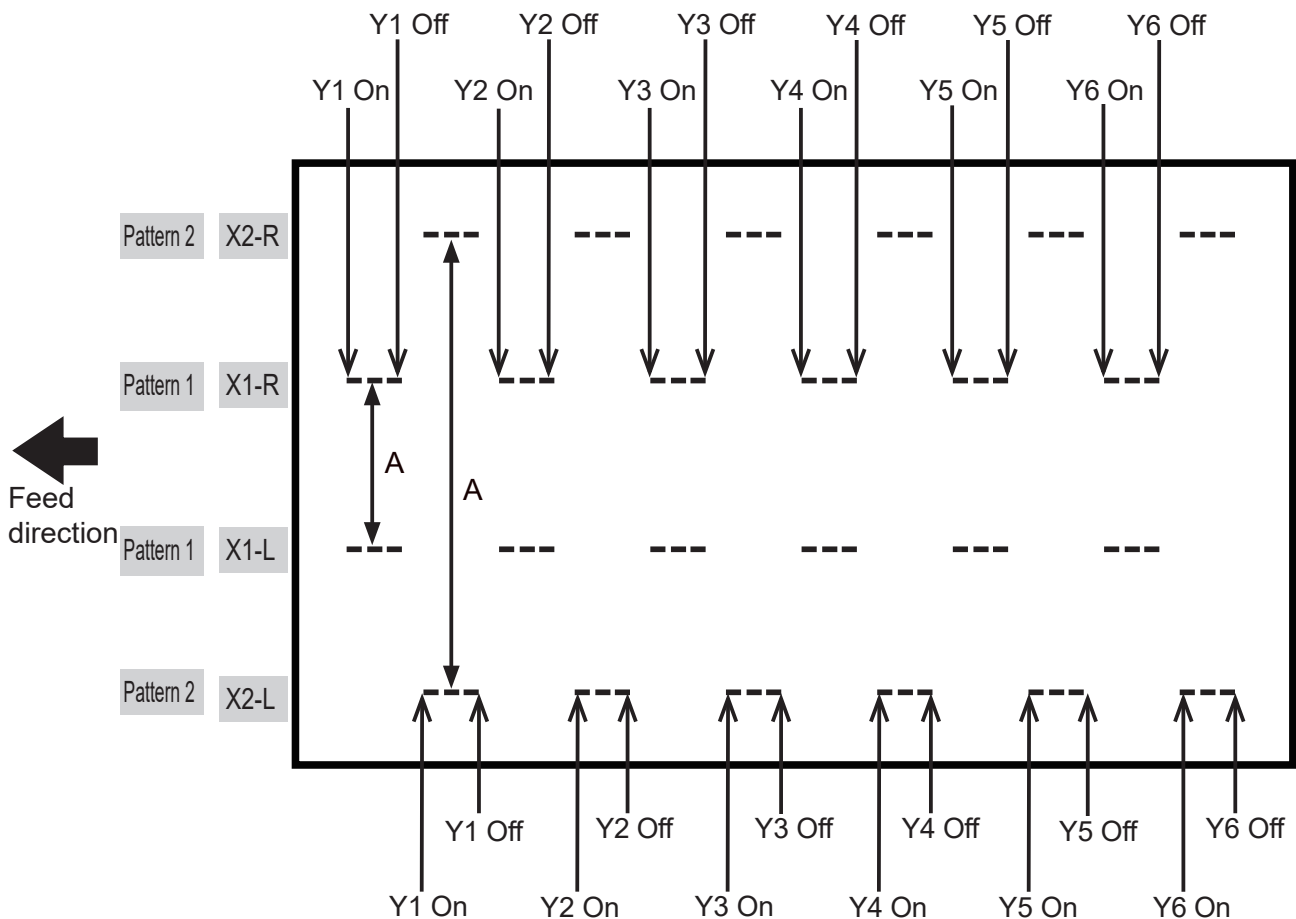 Y1 Off
Y2 Off
Y3 Off
Y4 Off
Y5 Off
Y6 Off
Y1 On
Y2 On
Y3 On
Y4 On
Y5 On
Y6 On
Pattern 2
X2-R
Pattern 1
X1-R
A
A
Feed
direction
Pattern 1
X1-L
Pattern 2
X2-L
Y1 Off
Y2 Off
Y3 Off
Y4 Off
Y5 Off
Y6 Off
Y1 On
Y2 On
Y3 On
Y4 On
Y5 On
Y6 On